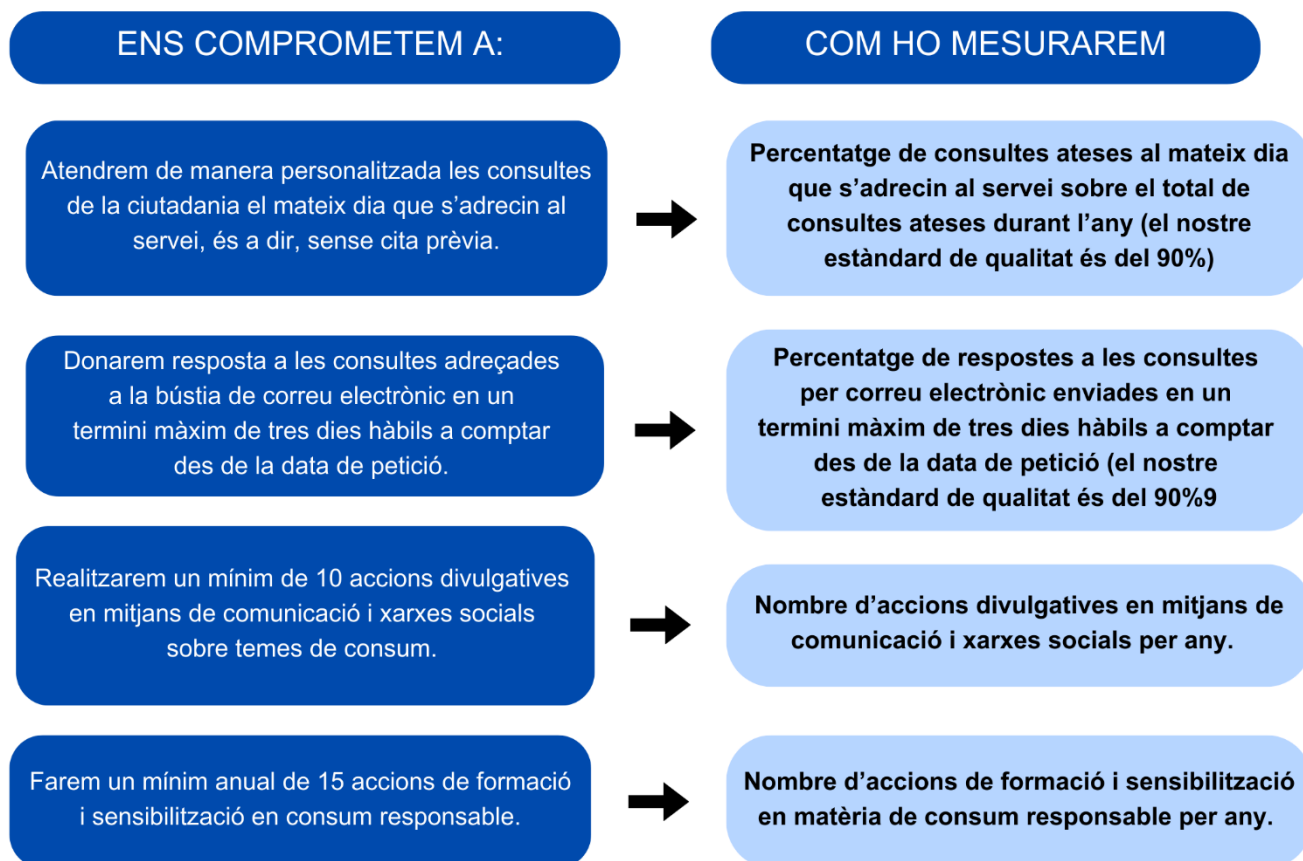 ENS COMPROMETEM A:
COM HO MESURAREM
Atendrem de manera personalitzada les consultes
de la ciutadania el mateix dia que s’adrecin al
servei, és a dir, sense cita prèvia.
Percentatge de consultes ateses al mateix dia
que s’adrecin al servei sobre el total de
consultes ateses durant l’any (el nostre
estàndard de qualitat és del 90%)
Donarem resposta a les consultes adreçades
a la bústia de correu electrònic en un
termini màxim de tres dies hàbils a comptar
des de la data de petició.
Percentatge de respostes a les consultes
per correu electrònic enviades en un
termini màxim de tres dies hàbils a comptar
des de la data de petició (el nostre
estàndard de qualitat és del 90%9
Realitzarem un mínim de 10 accions divulgatives
en mitjans de comunicació i xarxes socials
sobre temes de consum.
Nombre d’accions divulgatives en mitjans de
comunicació i xarxes socials per any.
Farem un mínim anual de 15 accions de formació
i sensibilització en consum responsable.
Nombre d’accions de formació i sensibilització
en matèria de consum responsable per any.